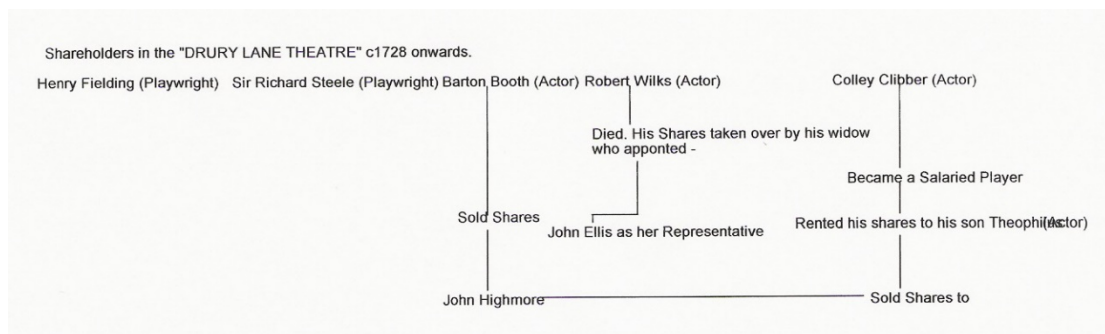 Shareholders in the "DRURY LANE THEATRE" c1728 onwards.
Henry Fielding (Playwright) Sir Richard Steele (Playwright) Barton Booth (Actor) Robert Wilks (Actor) Colley Clibber (Actor)
Died. His Shares taken over by his widow
who apponted -
Became a Salaried Player
Sold Shares
John Ellis as her Representative
Rented his shares to his son Theophilus (Actor)
John Highmore
Sold Shares to